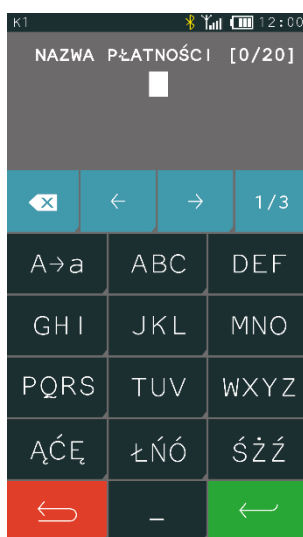 K1 12:00
NAZWA PŁATNOŚCI [0/20]
1/3
A→a ABC DEF
GHI JKL MNO
PQRS TUV WXYZ
ĄĆĘ ŁŃÓ ŚŻŹ
_